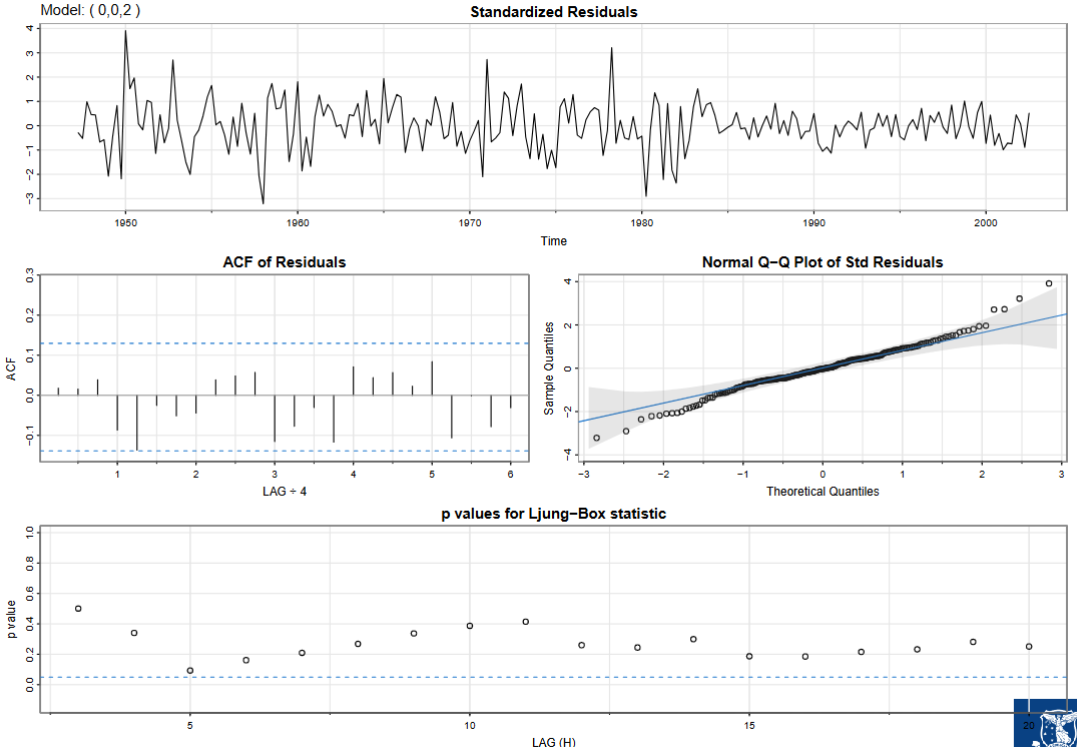 Model: ( 0,0,2 )
Standardized Residuals
4
3
2
1
0
−1
−2
−3
1950 1960 1970 1980 1990 2000
Time
ACF of Residuals
0.3
0.2
0.1
0.0
−0.1
ACF
1 2 3 4 5 6
LAG ÷ 4
Normal Q−Q Plot of Std Residuals
4
2
0
−2
−4
Sample Quantiles
−3 −2 −1 0 1 2 3
Theoretical Quantiles
p values for Ljung−Box statistic
1.0
0.8
0.6
0.4
0.2
0.0
p value
5 10 15 20
LAG (H)